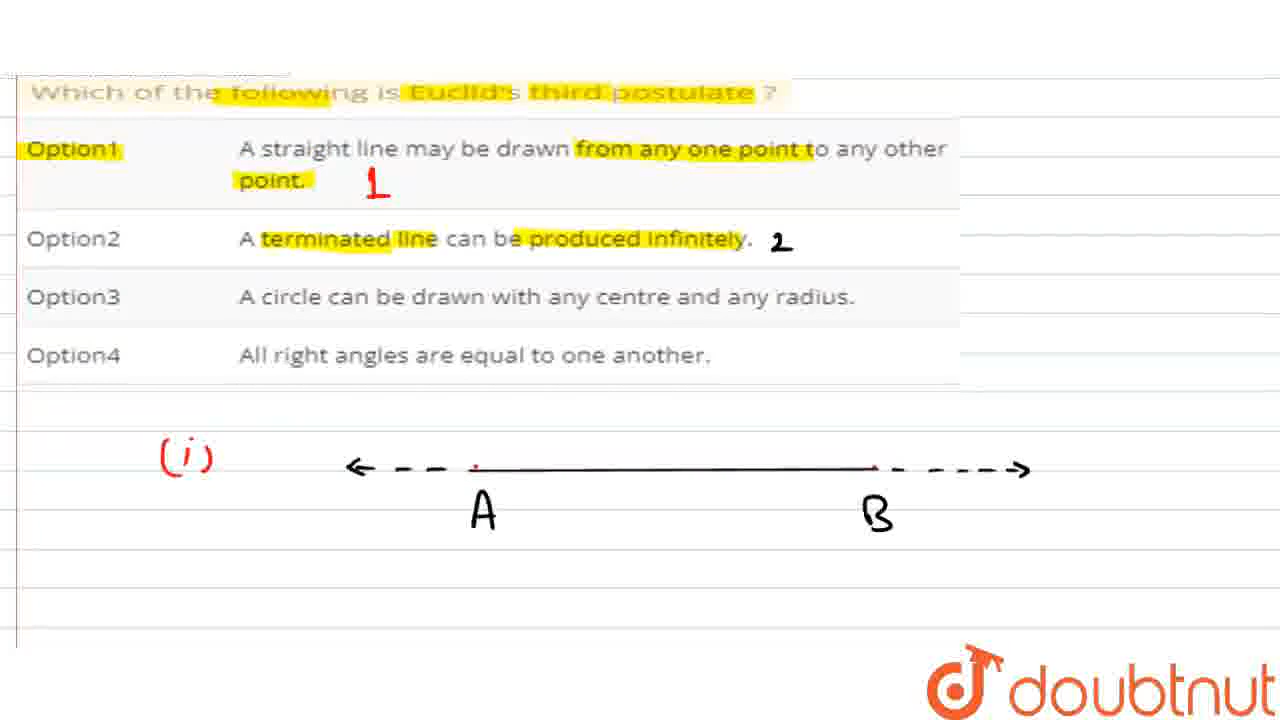 Which of the following is Euclid's third postulate ?
Option1 A straight line may be drawn from any one point to any other
point. 1
Option2 A terminated line can be produced infinitely. 2
Option3 A circle can be drawn with any centre and any radius.
Option4 All right angles are equal to one another.
(i)
A B
doubtnut